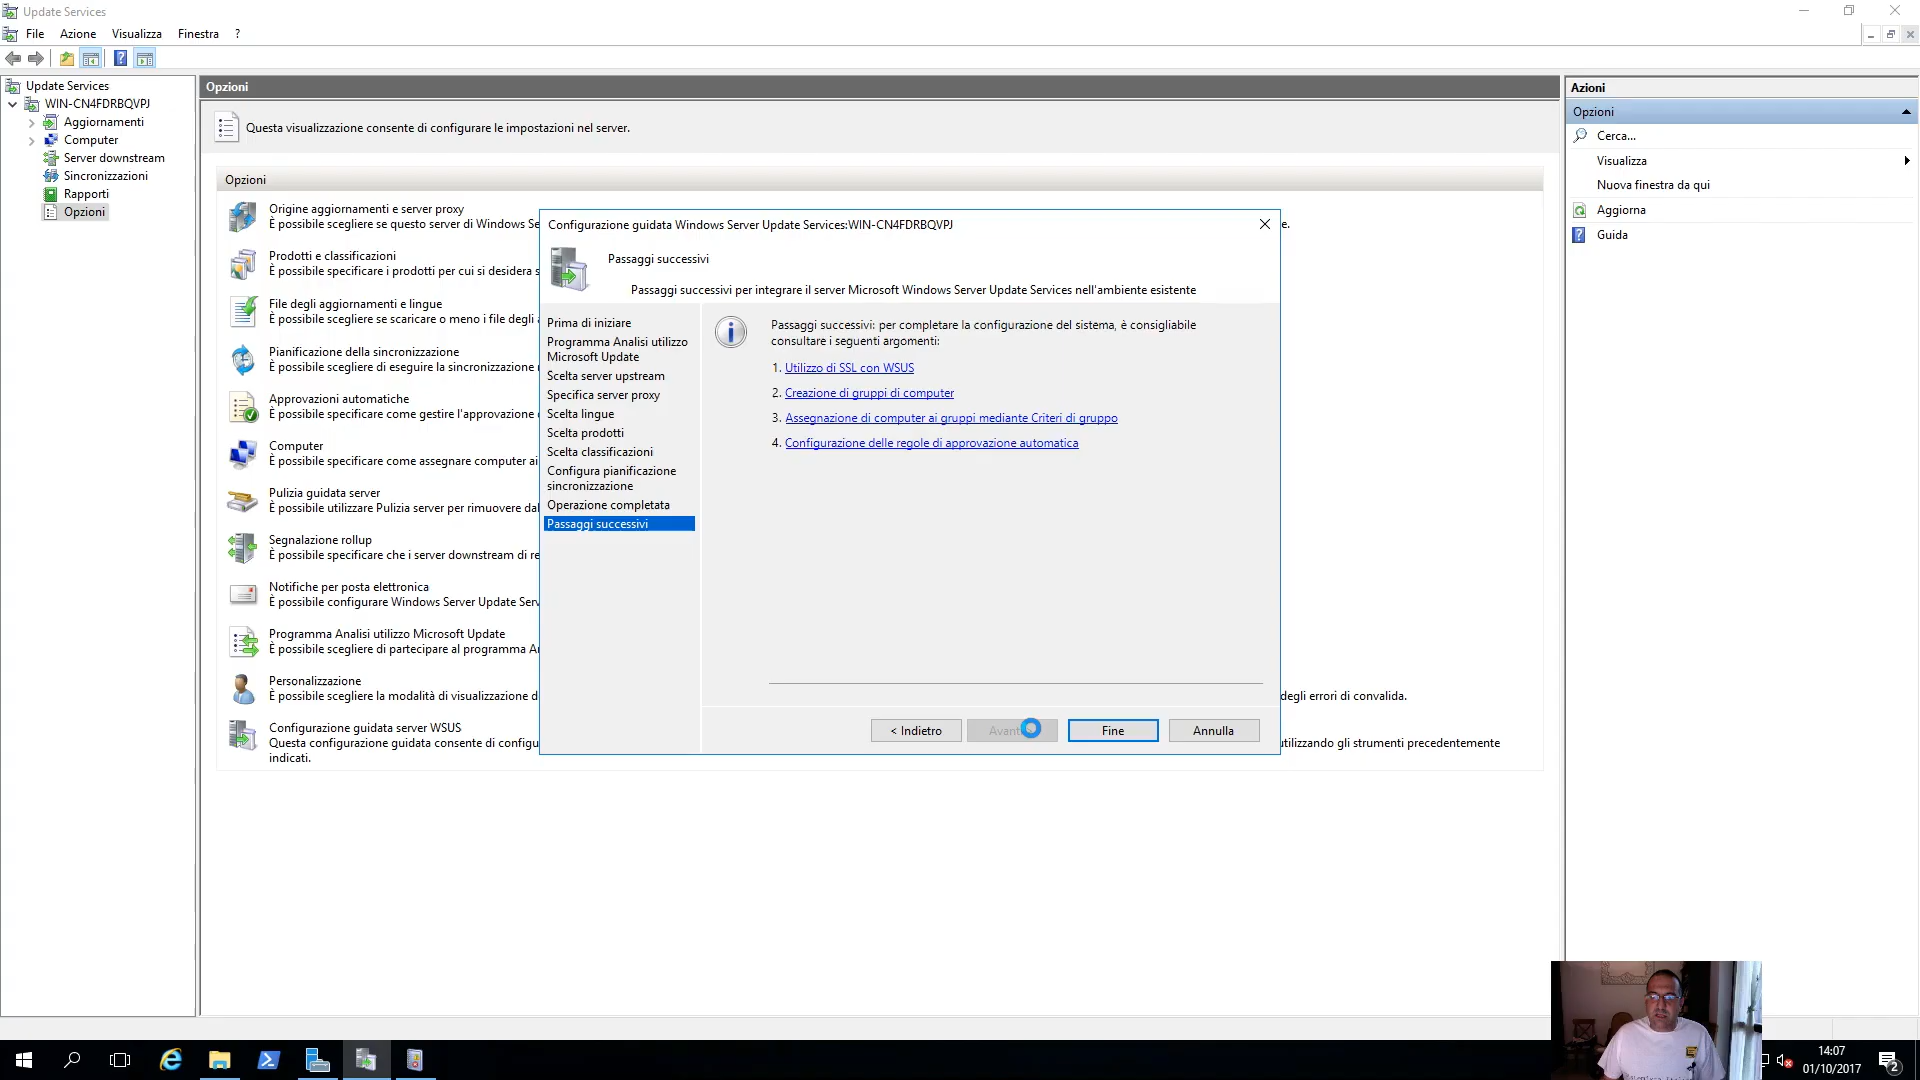 Update Services
File Azione Visualizza Finestra ?
Update Services
WIN-CN4FDRBQVPJ
Aggiornamenti
Computer
Server downstream
Sincronizzazioni
Rapporti
Opzioni
Opzioni
Questa visualizzazione consente di configurare le impostazioni nel server.
Opzioni
Origine aggiornamenti e server proxy
È possibile scegliere se questo server di Windows Se
e.
Prodotti e classificazioni
È possibile specificare i prodotti per cui si desidera s
File degli aggiornamenti e lingue
È possibile scegliere se scaricare o meno i file degli a
Pianificazione della sincronizzazione
È possibile scegliere di eseguire la sincronizzazione
Approvazioni automatiche
È possibile specificare come gestire l'approvazione
Computer
È possibile specificare come assegnare computer ai
Pulizia guidata server
È possibile utilizzare Pulizia server per rimuovere dal
Segnalazione rollup
È possibile specificare che i server downstream di re
Notifiche per posta elettronica
È possibile configurare Windows Server Update Serv
Programma Analisi utilizzo Microsoft Update
È possibile scegliere di partecipare al programma A
Personalizzazione
È possibile scegliere la modalità di visualizzazione d
degli errori di convalida.
Configurazione guidata server WSUS
Questa configurazione guidata consente di configu
utilizzando gli strumenti precedentemente
indicati.
Configurazione guidata Windows Server Update Services:WIN-CN4FDRBQVPJ
Passaggi successivi
Passaggi successivi per integrare il server Microsoft Windows Server Update Services nell'ambiente esistente
Prima di iniziare
Programma Analisi utilizzo
Microsoft Update
Scelta server upstream
Specifica server proxy
Scelta lingue
Scelta prodotti
Scelta classificazioni
Configura pianificazione
sincronizzazione
Operazione completata
Passaggi successivi
Passaggi successivi: per completare la configurazione del sistema, è consigliabile
consultare i seguenti argomenti:
1. Utilizzo di SSL con WSUS
2. Creazione di gruppi di computer
3. Assegnazione di computer ai gruppi mediante Criteri di gruppo
4. Configurazione delle regole di approvazione automatica
< Indietro Avant Fine Annulla
Azioni
Opzioni
Cerca...
Visualizza
Nuova finestra da qui
Aggiorna
Guida
14:07
01/10/2017
2